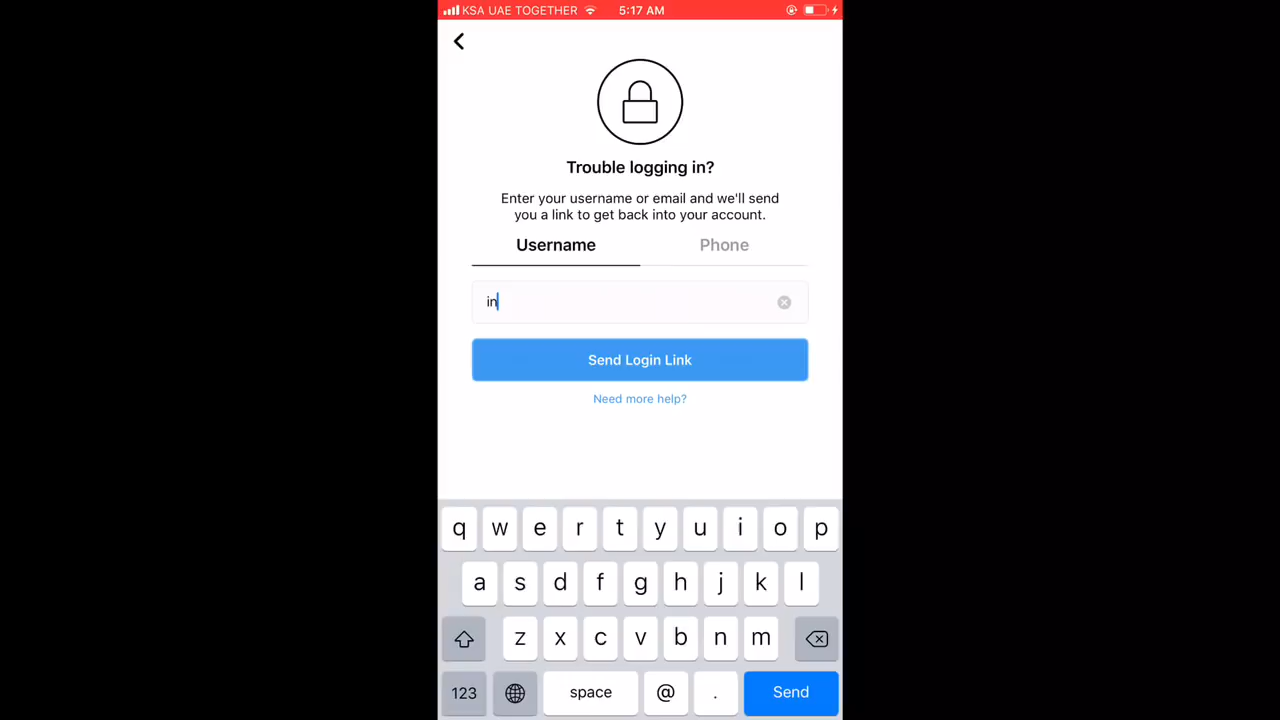 KSA UAE TOGETHER 5:17 AM
Trouble logging in?
Enter your username or email and we'll send
you a link to get back into your account.
Username Phone
in
Send Login Link
Need more help?
q w e r t y u i o p
a s d f g h j k l
z x c v b n m
123 space @ . Send